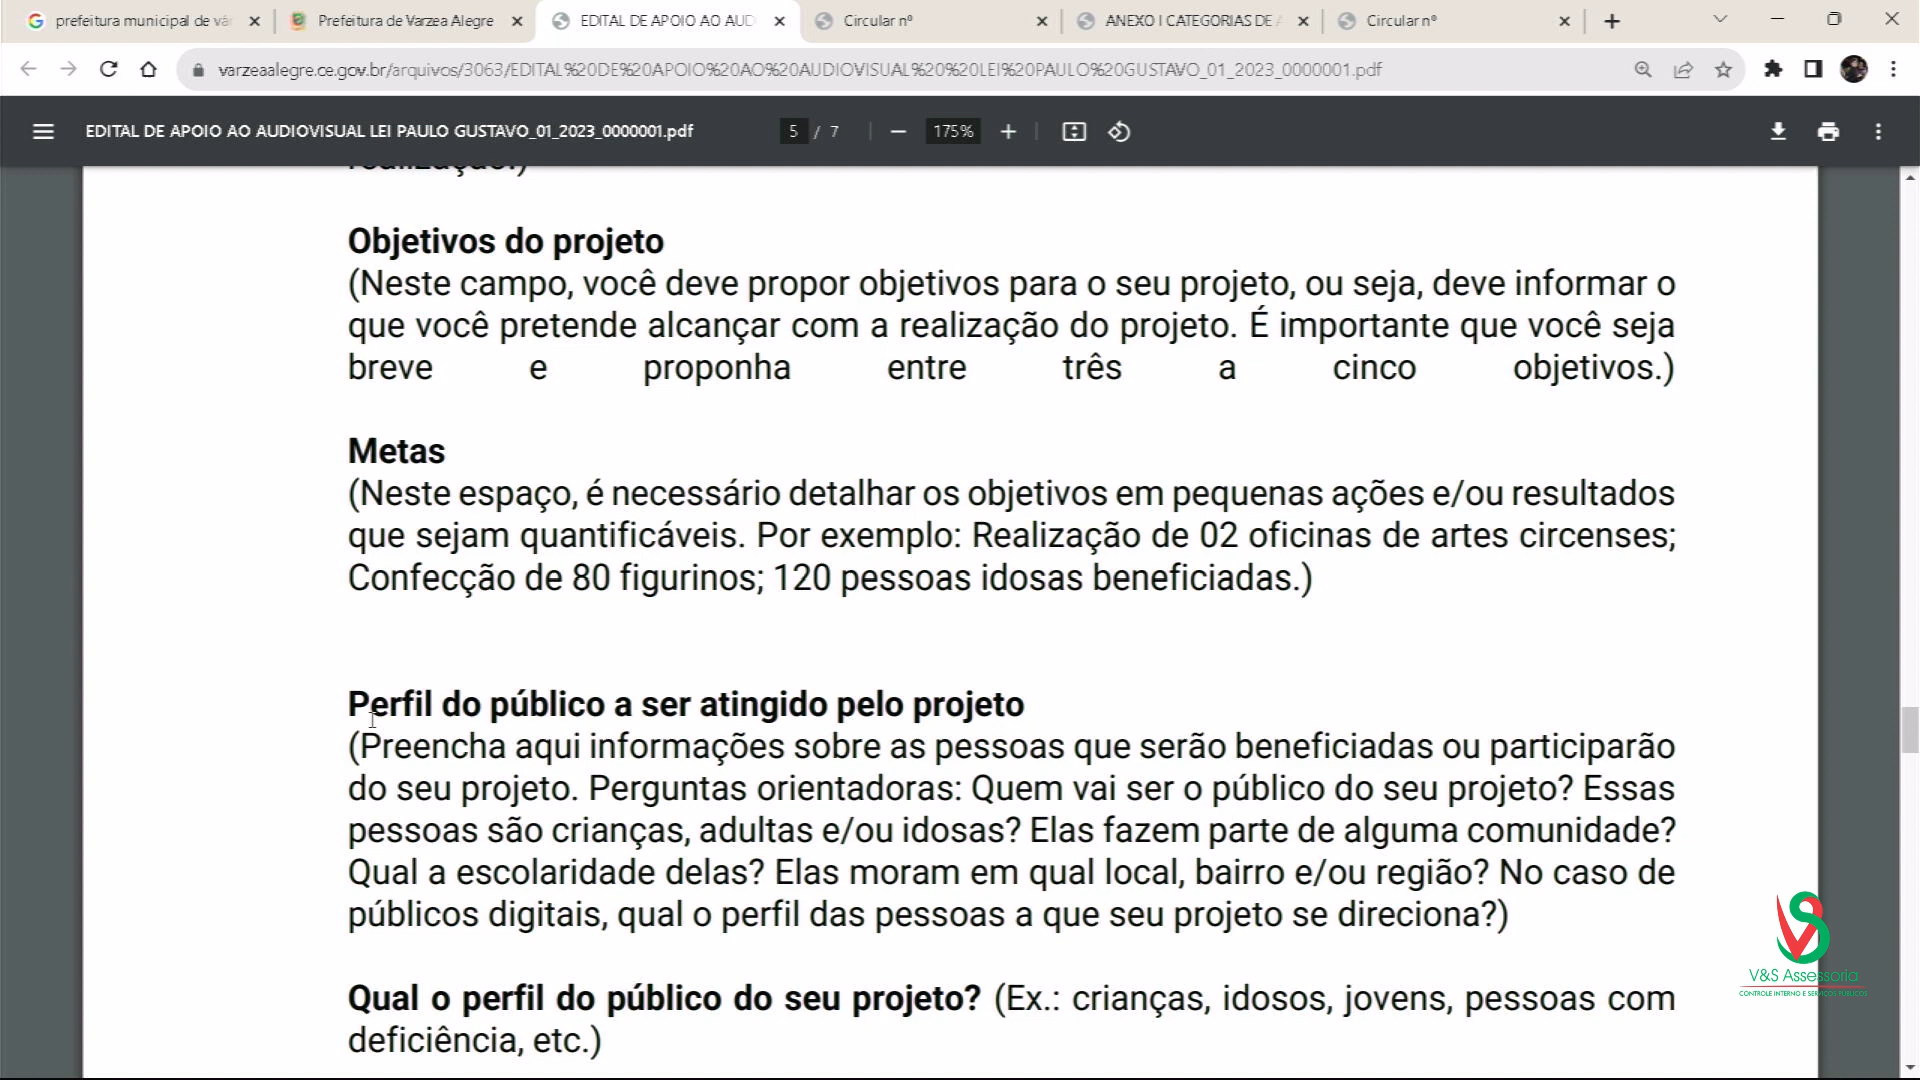 prefeitura municipal de vár
Prefeitura de Varzea Alegre
EDITAL DE APOIO AO AUD
Circular nº
ANEXO I CATEGORIAS DE A
Circular nº
varzeaalegre.ce.gov.br/arquivos/3063/EDITAL%20DE%20APOIO%20AO%20AUDIOVISUAL%20%20LEI%20PAULO%20GUSTAVO_01_2023_0000001.pdf
EDITAL DE APOIO AO AUDIOVISUAL LEI PAULO GUSTAVO_01_2023_0000001.pdf
5 / 7
175%
realização.)
Objetivos do projeto
(Neste campo, você deve propor objetivos para o seu projeto, ou seja, deve informar o
que você pretende alcançar com a realização do projeto. É importante que você seja
breve e proponha entre três a cinco objetivos.)
Metas
(Neste espaço, é necessário detalhar os objetivos em pequenas ações e/ou resultados
que sejam quantificáveis. Por exemplo: Realização de 02 oficinas de artes circenses;
Confecção de 80 figurinos; 120 pessoas idosas beneficiadas.)
Perfil do público a ser atingido pelo projeto
(Preencha aqui informações sobre as pessoas que serão beneficiadas ou participarão
do seu projeto. Perguntas orientadoras: Quem vai ser o público do seu projeto? Essas
pessoas são crianças, adultas e/ou idosas? Elas fazem parte de alguma comunidade?
Qual a escolaridade delas? Elas moram em qual local, bairro e/ou região? No caso de
públicos digitais, qual o perfil das pessoas a que seu projeto se direciona?)
Qual o perfil do público do seu projeto? (Ex.: crianças, idosos, jovens, pessoas com
deficiência, etc.)
VS
V&S Assessoria
CONTROLE INTERNO E SERVIÇOS PÚBLICOS